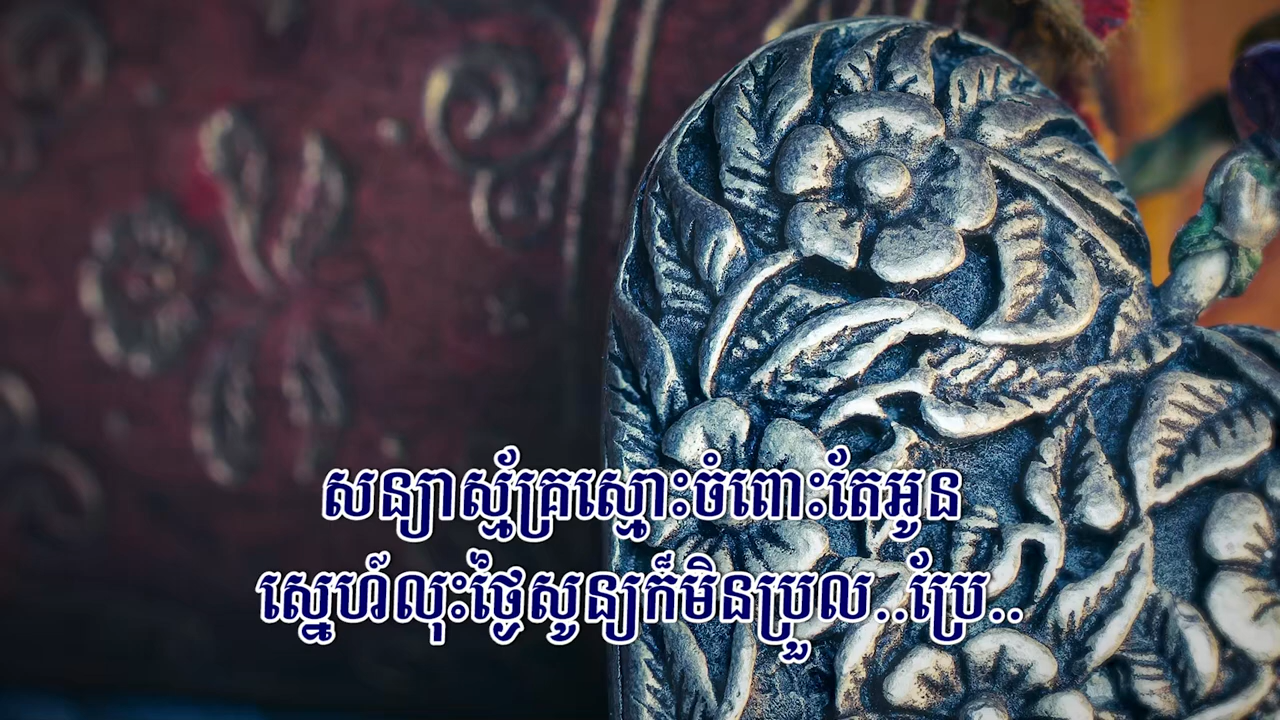 សន្យាស្ម័គ្រស្មោះចំពោះតែអូន
ស្នេហ៍លុះថ្ងៃសូន្យក៏មិនប្រួល..ប្រែ..